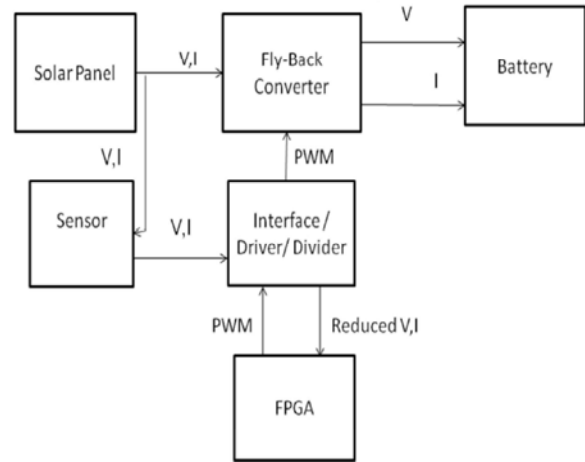 Solar Panel
V,I
Fly-Back
Converter
V
I
Battery
V,I
PWM
Sensor
V,I
Interface /
Driver/ Divider
PWM
Reduced V,I
FPGA